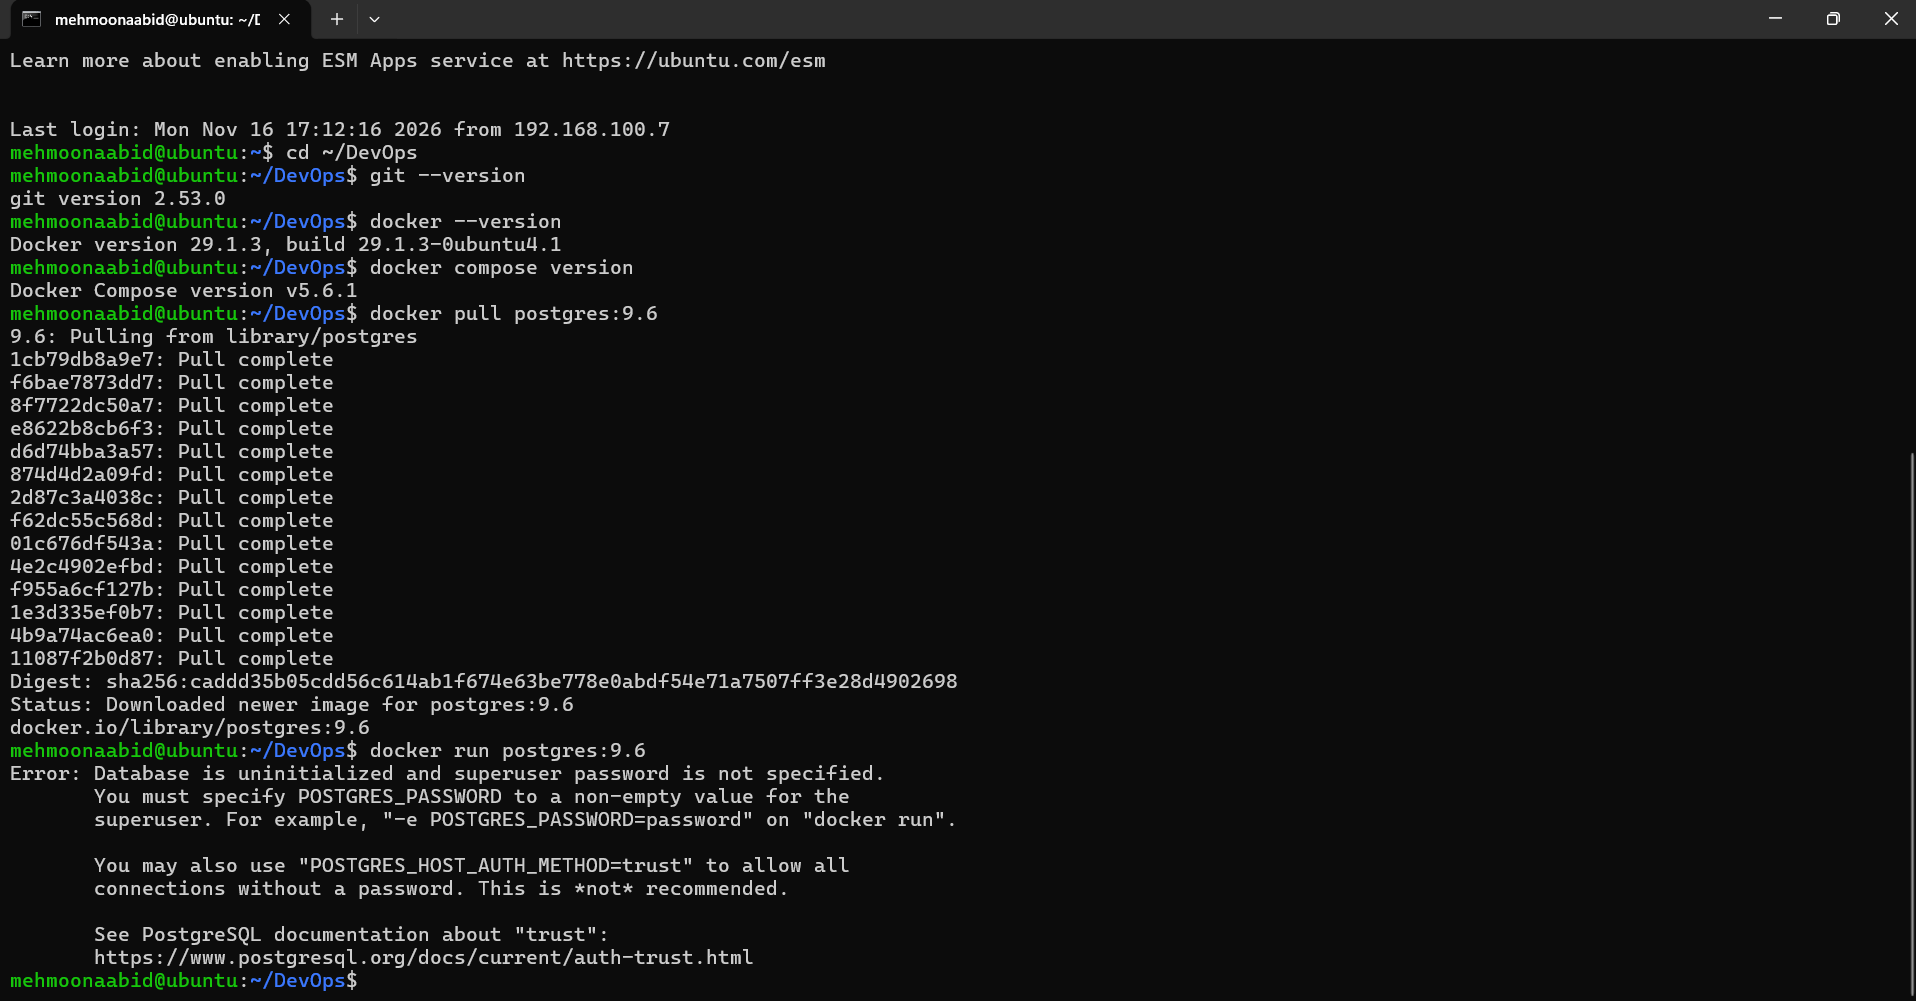 mehmoonaabid@ubuntu: ~/D
Learn more about enabling ESM Apps service at https://ubuntu.com/esm
Last login: Mon Nov 16 17:12:16 2026 from 192.168.100.7
mehmoonaabid@ubuntu:~$ cd ~/DevOps
mehmoonaabid@ubuntu:~/DevOps$ git --version
git version 2.53.0
mehmoonaabid@ubuntu:~/DevOps$ docker --version
Docker version 29.1.3, build 29.1.3-0ubuntu4.1
mehmoonaabid@ubuntu:~/DevOps$ docker compose version
Docker Compose version v5.6.1
mehmoonaabid@ubuntu:~/DevOps$ docker pull postgres:9.6
9.6: Pulling from library/postgres
1cb79db8a9e7: Pull complete
f6bae7873dd7: Pull complete
8f7722dc50a7: Pull complete
e8622b8cb6f3: Pull complete
d6d74bba3a57: Pull complete
874d4d2a09fd: Pull complete
2d87c3a4038c: Pull complete
f62dc55c568d: Pull complete
01c676df543a: Pull complete
4e2c4902efbd: Pull complete
f955a6cf127b: Pull complete
1e3d335ef0b7: Pull complete
4b9a74ac6ea0: Pull complete
11087f2b0d87: Pull complete
Digest: sha256:caddd35b05cdd56c614ab1f674e63be778e0abdf54e71a7507ff3e28d4902698
Status: Downloaded newer image for postgres:9.6
docker.io/library/postgres:9.6
mehmoonaabid@ubuntu:~/DevOps$ docker run postgres:9.6
Error: Database is uninitialized and superuser password is not specified.
You must specify POSTGRES_PASSWORD to a non-empty value for the
superuser. For example, "-e POSTGRES_PASSWORD=password" on "docker run".
You may also use "POSTGRES_HOST_AUTH_METHOD=trust" to allow all
connections without a password. This is *not* recommended.
See PostgreSQL documentation about "trust":
https://www.postgresql.org/docs/current/auth-trust.html
mehmoonaabid@ubuntu:~/DevOps$